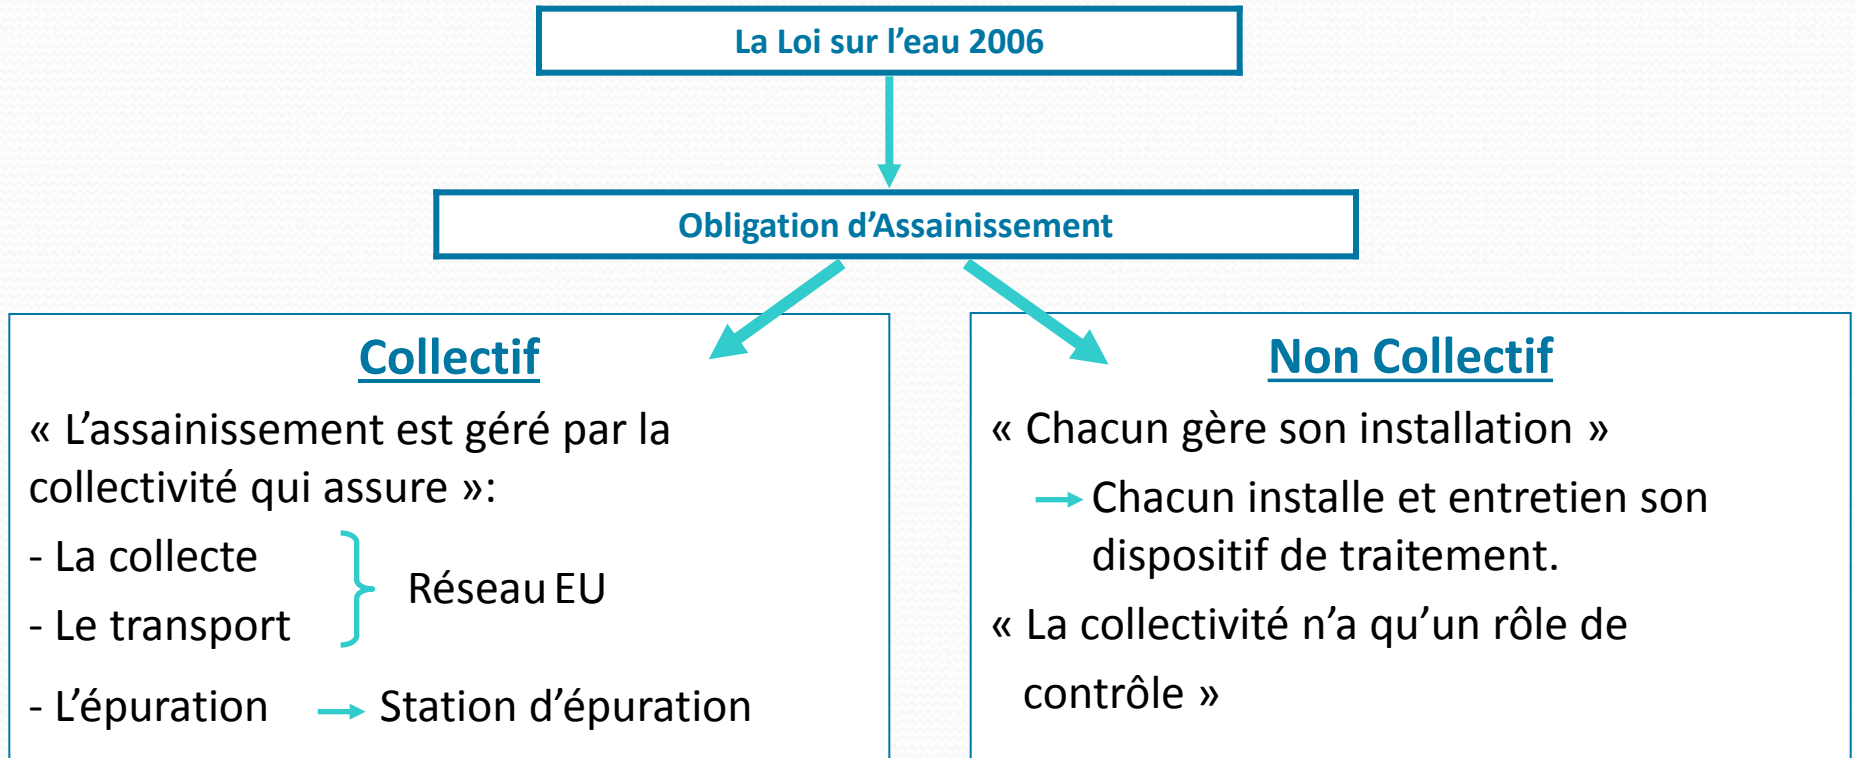 La Loi sur l’eau 2006
Obligation d’Assainissement
Collectif
« L’assainissement est géré par la
collectivité qui assure »:
- La collecte
- Le transport
Réseau EU
- L’épuration
Station d’épuration
Non Collectif
« Chacun gère son installation »
Chacun installe et entretien son
dispositif de traitement.
« La collectivité n’a qu’un rôle de
contrôle »